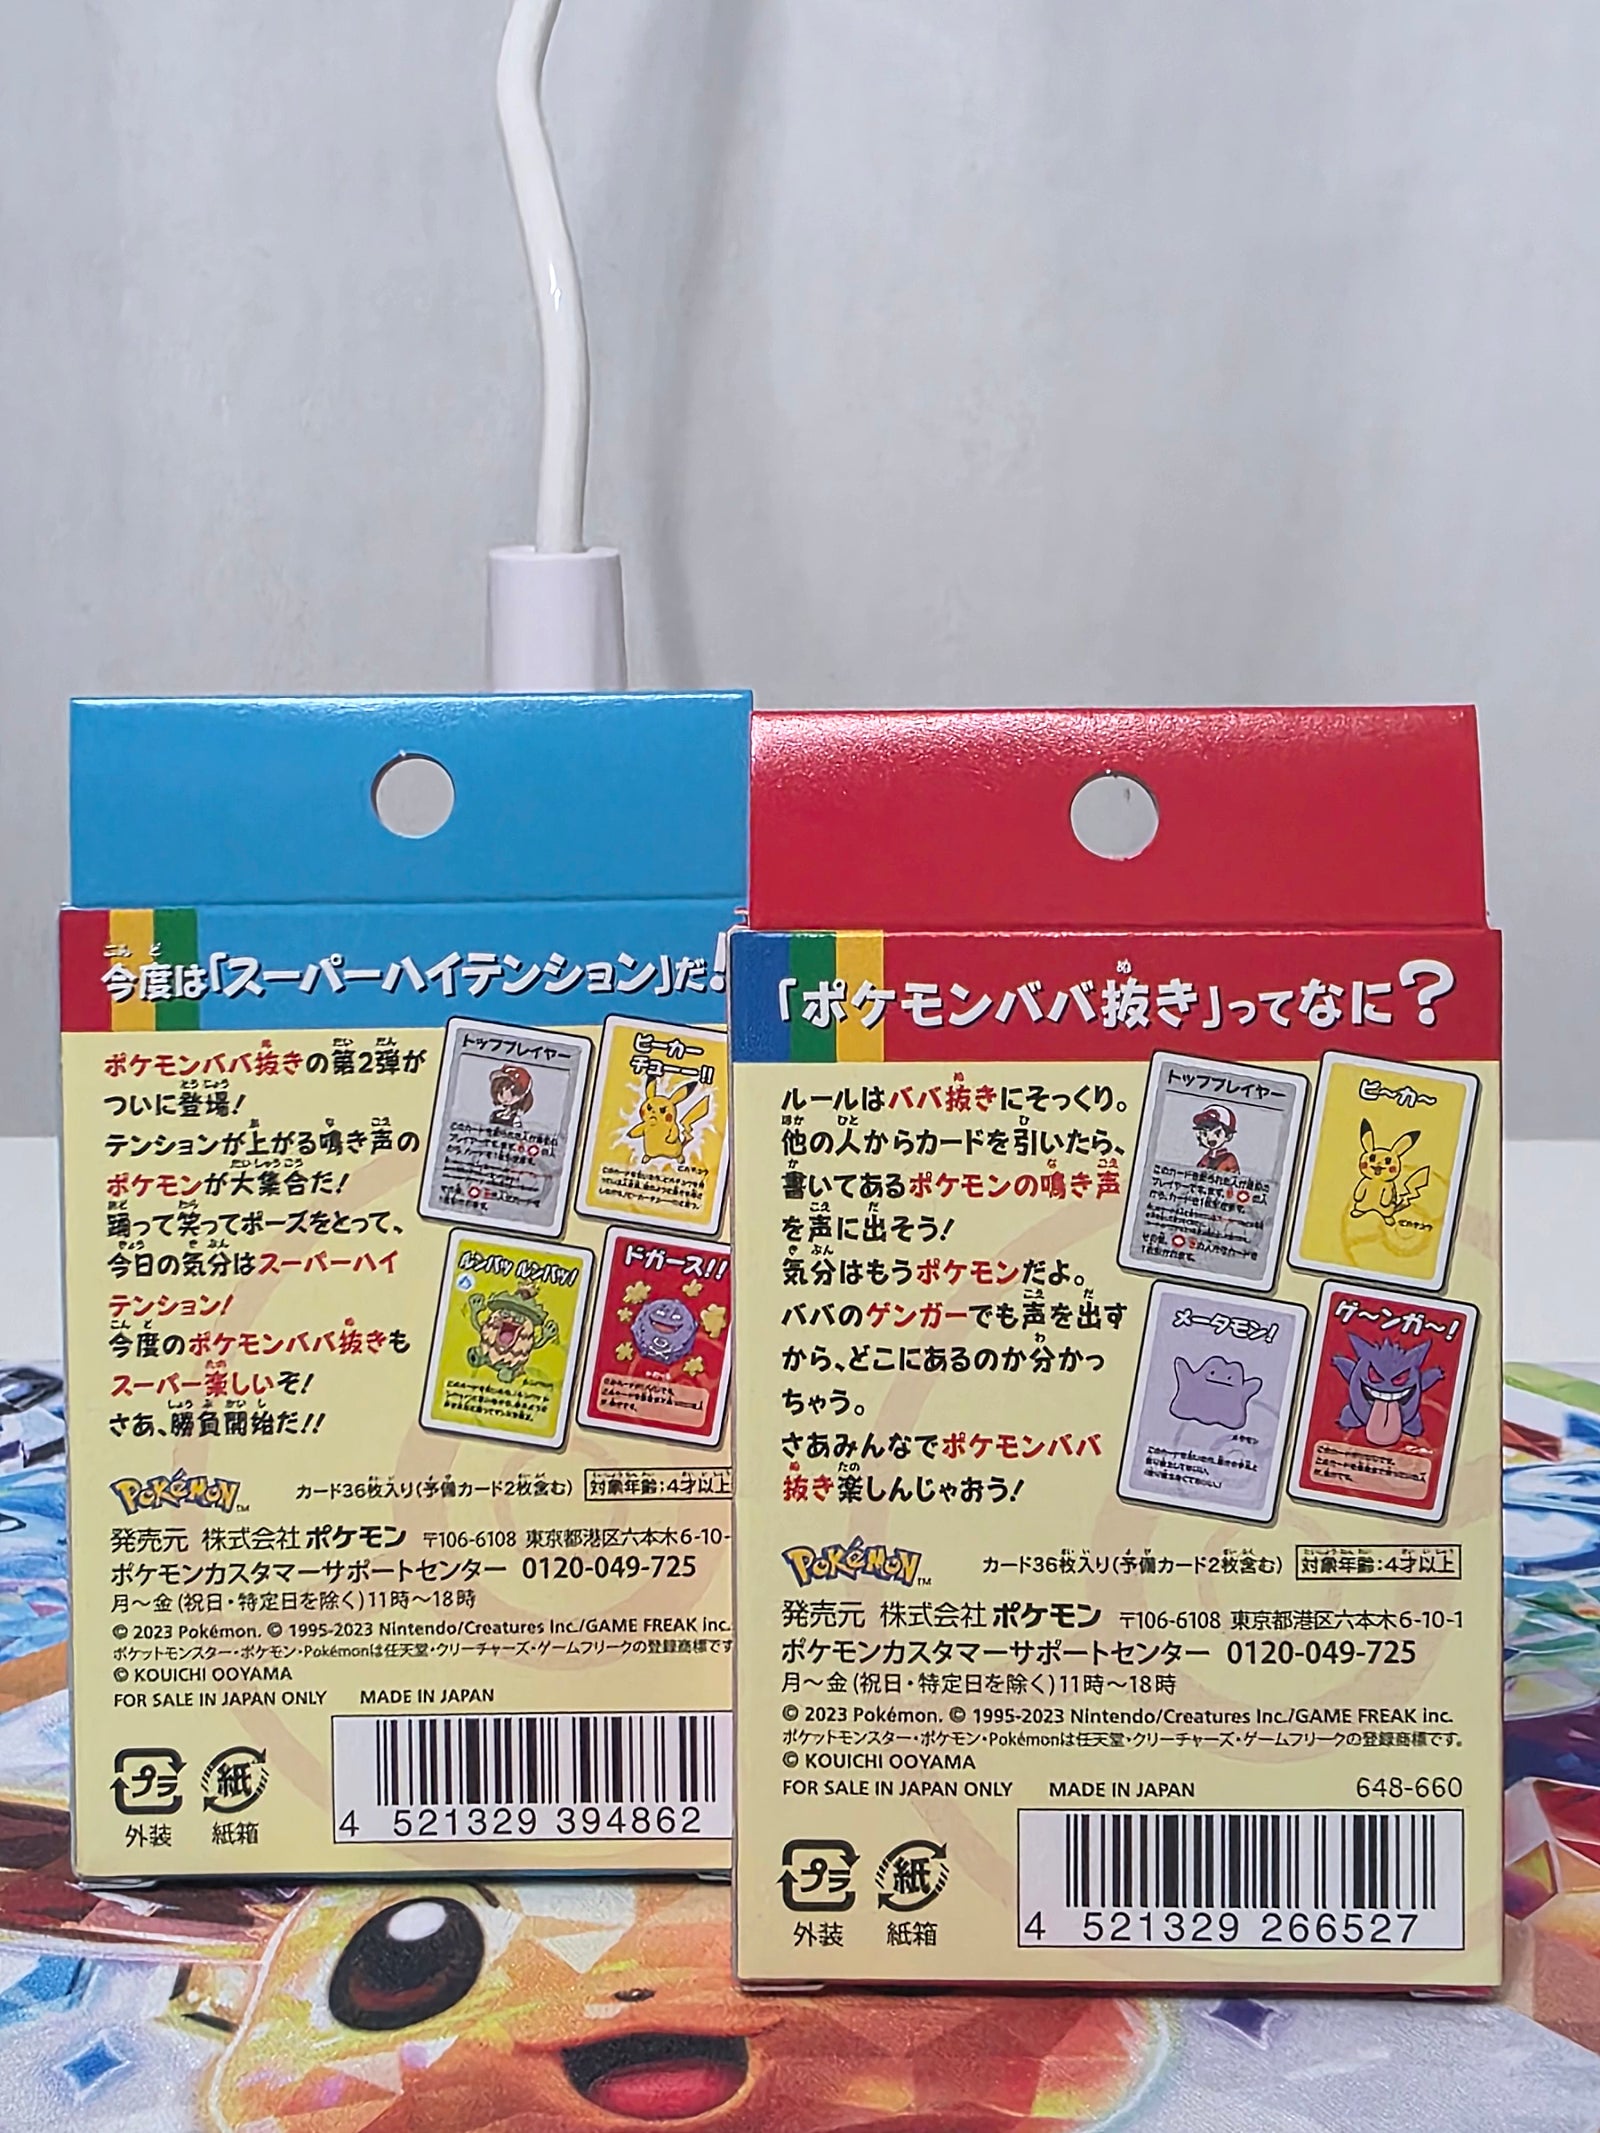 今度は「スーパーハイテンション」だ!
ポケモンババ抜きの第2弾が
ついに登場!
テンションが上がる鳴き声の
ポケモンが大集合だ!
踊って笑ってポーズをとって、
今日の気分はスーパーハイ
テンション!
今度のポケモンババ抜きも
スーパー楽しいぞ!
さあ、勝負開始だ!!
トッププレイヤー
ピーカー
チューー!!
ルンパッ ルンパッ!
ドガース!!
POKéMON™
カード36枚入り(予備カード2枚含む) 対象年齢:4才以上
発売元 株式会社ポケモン 〒106-6108 東京都港区六本木6-10-
ポケモンカスタマーサポートセンター 0120-049-725
月〜金(祝日・特定日を除く)11時〜18時
© 2023 Pokémon. © 1995-2023 Nintendo/Creatures Inc./GAME FREAK inc.
ポケットモンスター・ポケモン・Pokémonは任天堂・クリーチャーズ・ゲームフリークの登録商標です
© KOUICHI OOYAMA
FOR SALE IN JAPAN ONLY MADE IN JAPAN
プラ 紙
外装 紙箱
4 521329 394862
「ポケモンババ抜き」ってなに?
ルールはババ抜きにそっくり。
他の人からカードを引いたら、
書いてあるポケモンの鳴き声
を声に出そう!
気分はもうポケモンだよ。
ババのゲンガーでも声を出す
から、どこにあるのか分かっ
ちゃう。
さあみんなでポケモンババ
抜き楽しんじゃおう!
トッププレイヤー
ピ〜カ〜
ピカチュウ
メ〜タモン!
メタモン
ゲ〜ンガ〜!
POKéMON™
カード36枚入り(予備カード2枚含む) 対象年齢:4才以上
発売元 株式会社ポケモン 〒106-6108 東京都港区六本木6-10-1
ポケモンカスタマーサポートセンター 0120-049-725
月〜金(祝日・特定日を除く)11時〜18時
© 2023 Pokémon. © 1995-2023 Nintendo/Creatures Inc./GAME FREAK inc.
ポケットモンスター・ポケモン・Pokémonは任天堂・クリーチャーズ・ゲームフリークの登録商標です。
© KOUICHI OOYAMA
FOR SALE IN JAPAN ONLY MADE IN JAPAN 648-660
プラ 紙
外装 紙箱
4 521329 266527